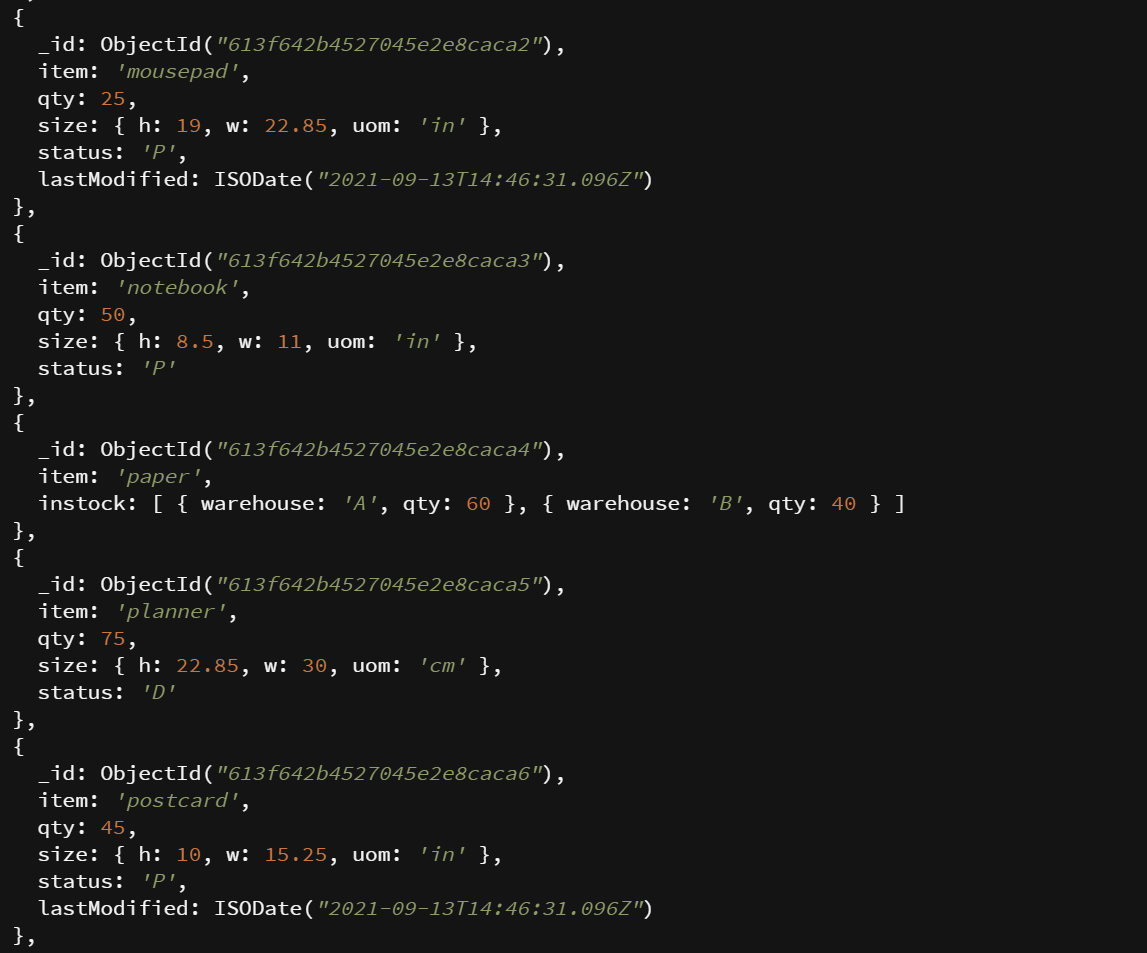 {
  _id: ObjectId("613f642b4527045e2e8caca2"),
  item: 'mousepad',
  qty: 25,
  size: { h: 19, w: 22.85, uom: 'in' },
  status: 'P',
  lastModified: ISODate("2021-09-13T14:46:31.096Z")
},
{
  _id: ObjectId("613f642b4527045e2e8caca3"),
  item: 'notebook',
  qty: 50,
  size: { h: 8.5, w: 11, uom: 'in' },
  status: 'P'
},
{
  _id: ObjectId("613f642b4527045e2e8caca4"),
  item: 'paper',
  instock: [ { warehouse: 'A', qty: 60 }, { warehouse: 'B', qty: 40 } ]
},
{
  _id: ObjectId("613f642b4527045e2e8caca5"),
  item: 'planner',
  qty: 75,
  size: { h: 22.85, w: 30, uom: 'cm' },
  status: 'D'
},
{
  _id: ObjectId("613f642b4527045e2e8caca6"),
  item: 'postcard',
  qty: 45,
  size: { h: 10, w: 15.25, uom: 'in' },
  status: 'P',
  lastModified: ISODate("2021-09-13T14:46:31.096Z")
},